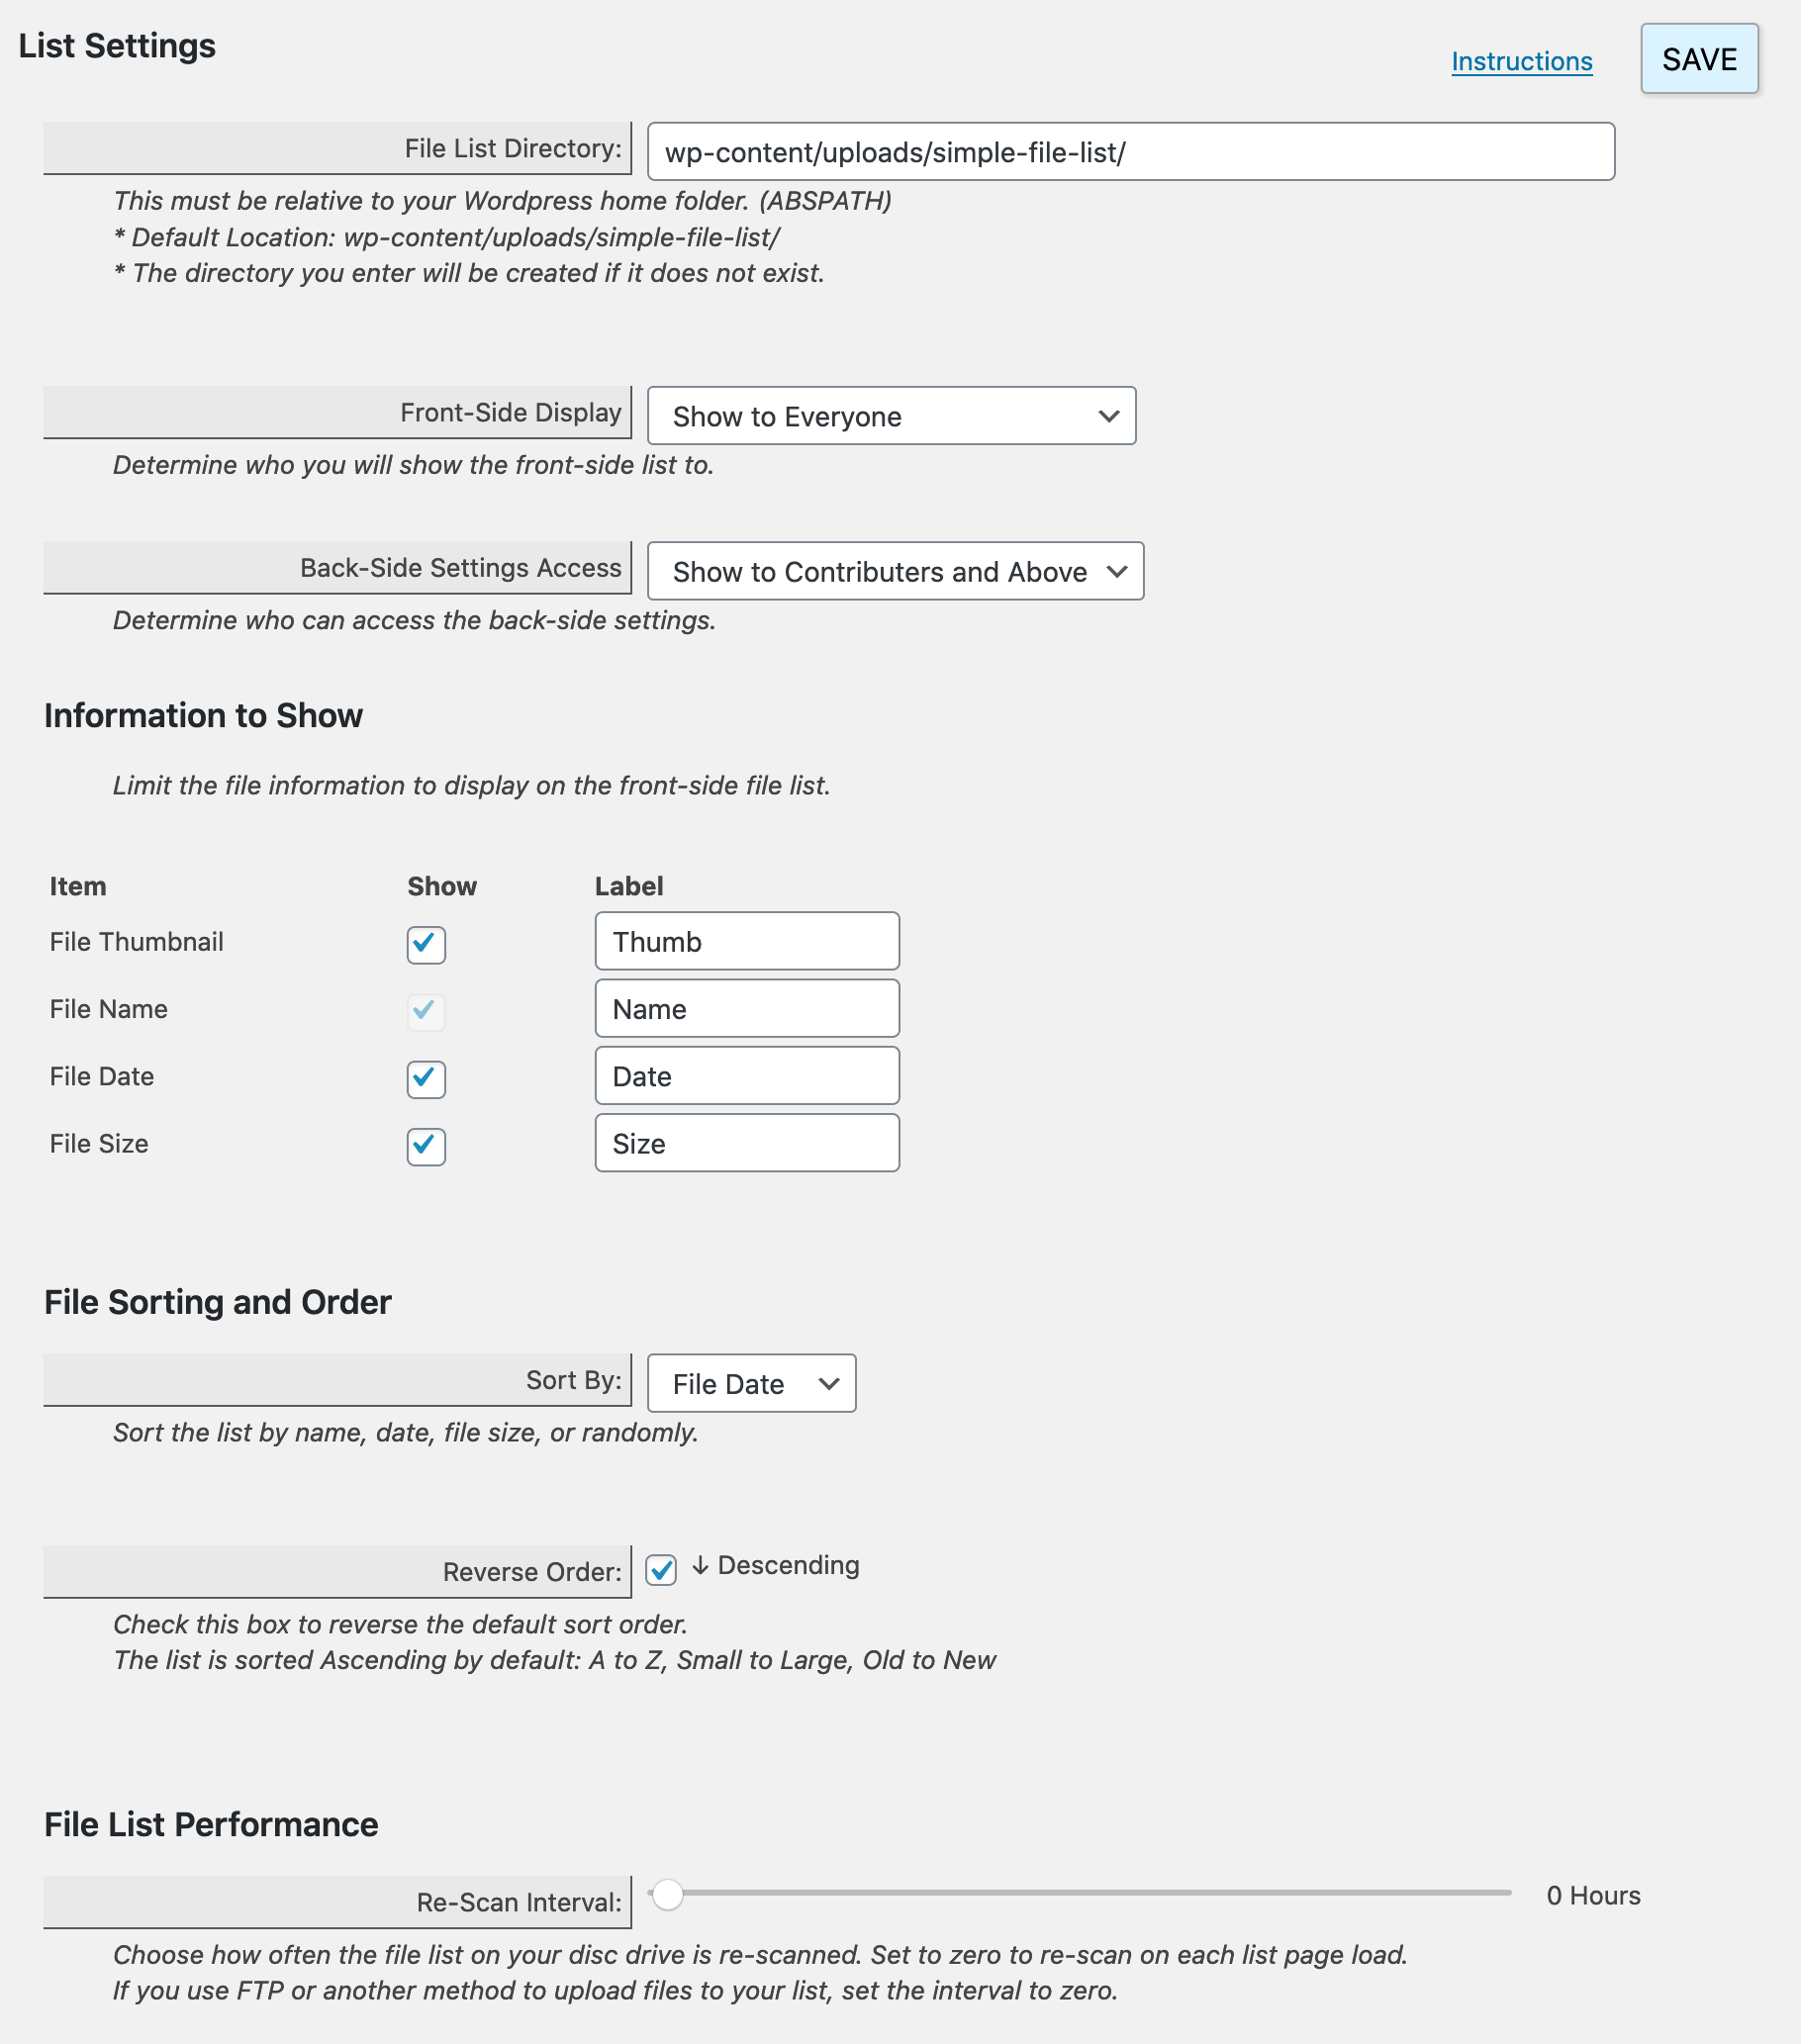 List Settings
Instructions
SAVE
File List Directory:
wp-content/uploads/simple-file-list/
This must be relative to your Wordpress home folder. (ABSPATH)
* Default Location: wp-content/uploads/simple-file-list/
* The directory you enter will be created if it does not exist.
Front-Side Display
Show to Everyone
Determine who you will show the front-side list to.
Back-Side Settings Access
Show to Contributers and Above
Determine who can access the back-side settings.
Information to Show
Limit the file information to display on the front-side file list.
Item Show Label
File Thumbnail Thumb
File Name Name
File Date Date
File Size Size
File Sorting and Order
Sort By:
File Date
Sort the list by name, date, file size, or randomly.
Reverse Order:
↓ Descending
Check this box to reverse the default sort order.
The list is sorted Ascending by default: A to Z, Small to Large, Old to New
File List Performance
Re-Scan Interval:
0 Hours
Choose how often the file list on your disc drive is re-scanned. Set to zero to re-scan on each list page load.
If you use FTP or another method to upload files to your list, set the interval to zero.